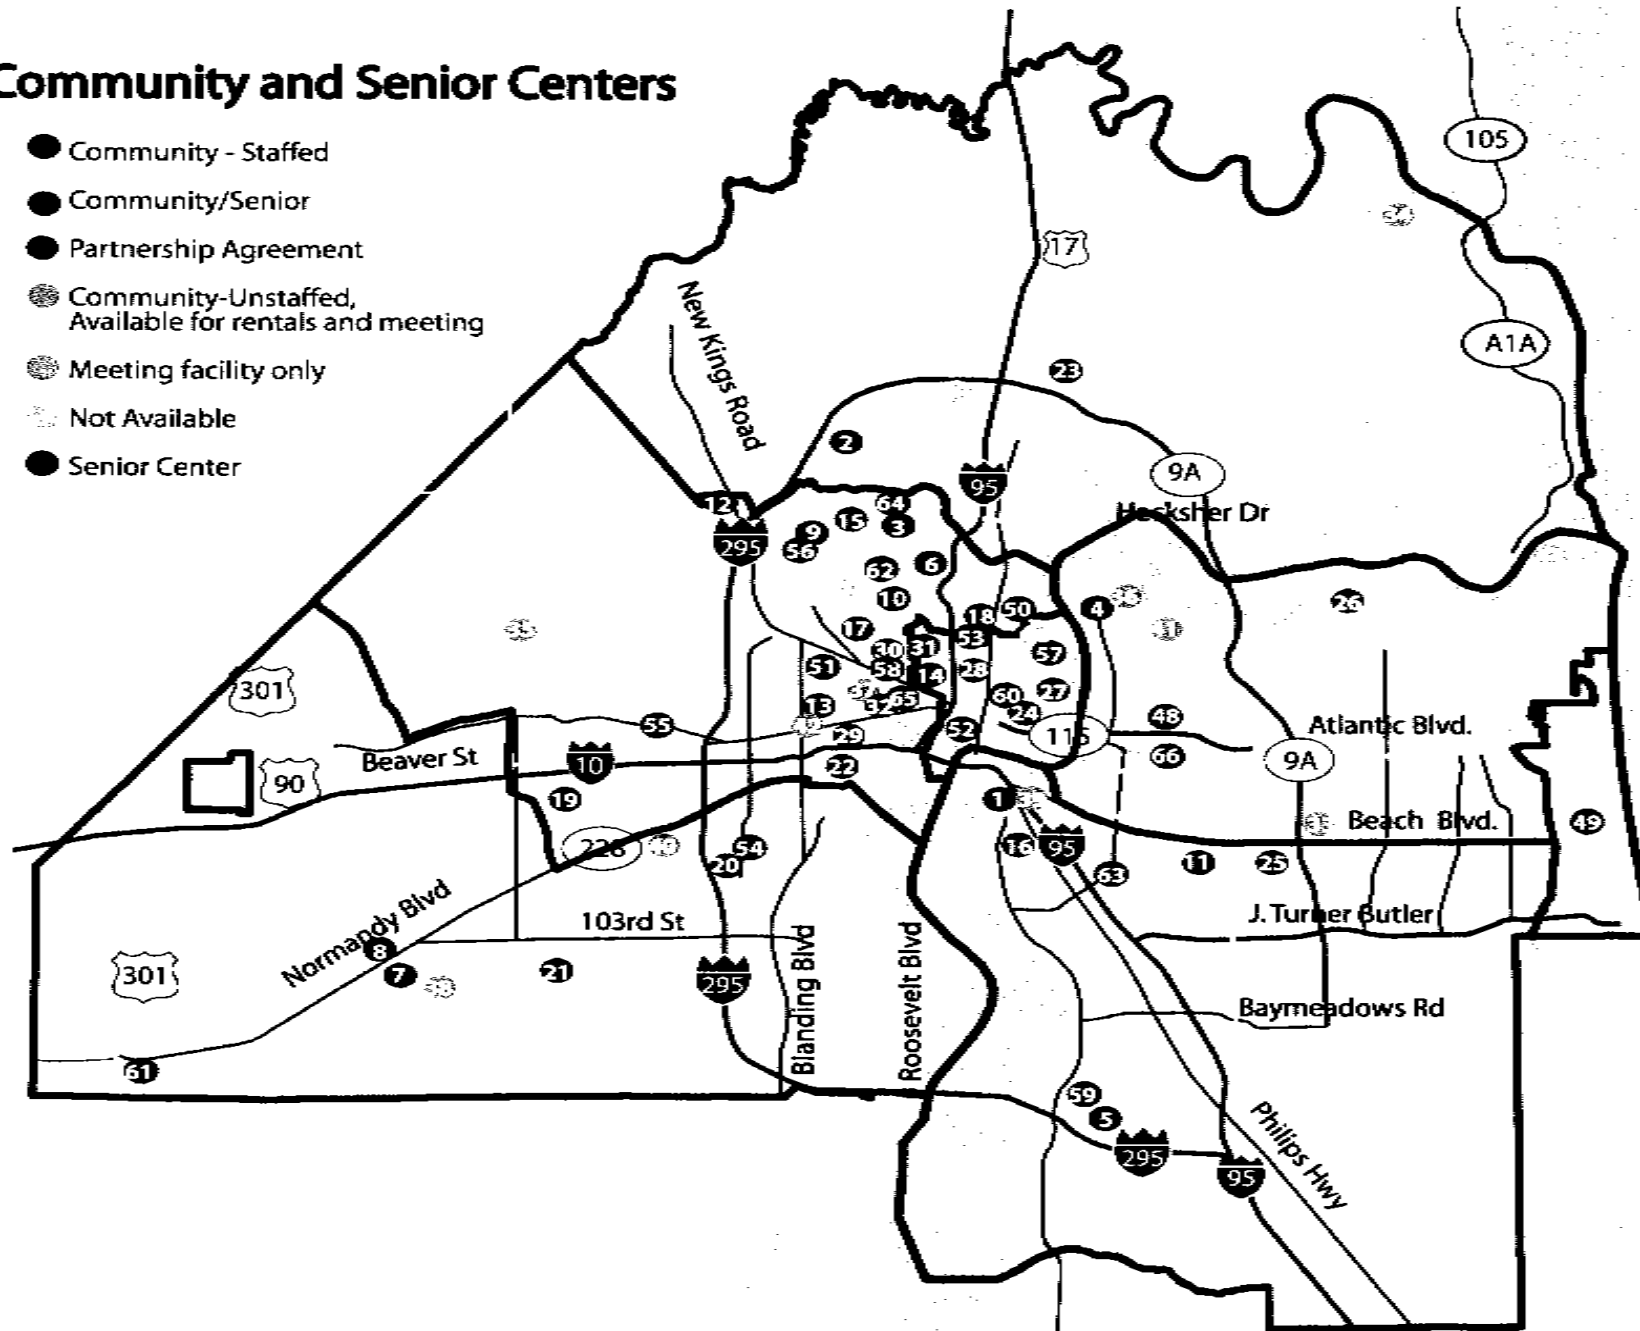 Community and Senior Centers
Community - Staffed
Community/Senior
Partnership Agreement
Community-Unstaffed,
Available for rentals and meeting
Meeting facility only
Not Available
Senior Center
105
17
A1A
New Kings Road
23
2
9A
95
Hecksher Dr
12
64
15
3
9
295
56
62
6
10
26
4
50
18
17
53
30
31
57
51
58
14
28
301
60
27
13
32
65
24
48
55
52
Atlantic Blvd.
29
115
Beaver St
66
9A
10
22
90
19
1
Beach Blvd.
49
228
54
16
95
20
11
25
63
Normandy Blvd
103rd St
J. Turner Butler
8
7
21
301
295
Blanding Blvd
Roosevelt Blvd
Baymeadows Rd
61
59
5
Philips Hwy
295
95